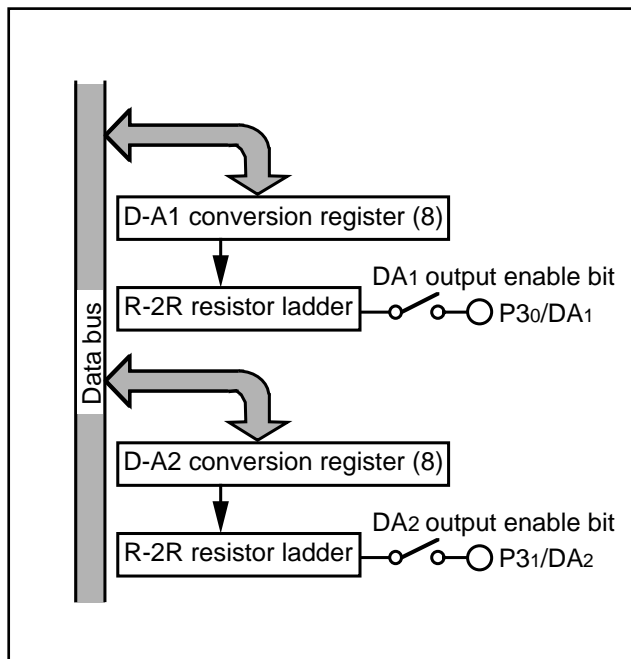 D-A1 conversion register (8)
DA1 output enable bit
R-2R resistor ladder
P30/DA1
Data bus
D-A2 conversion register (8)
DA2 output enable bit
R-2R resistor ladder
P31/DA2